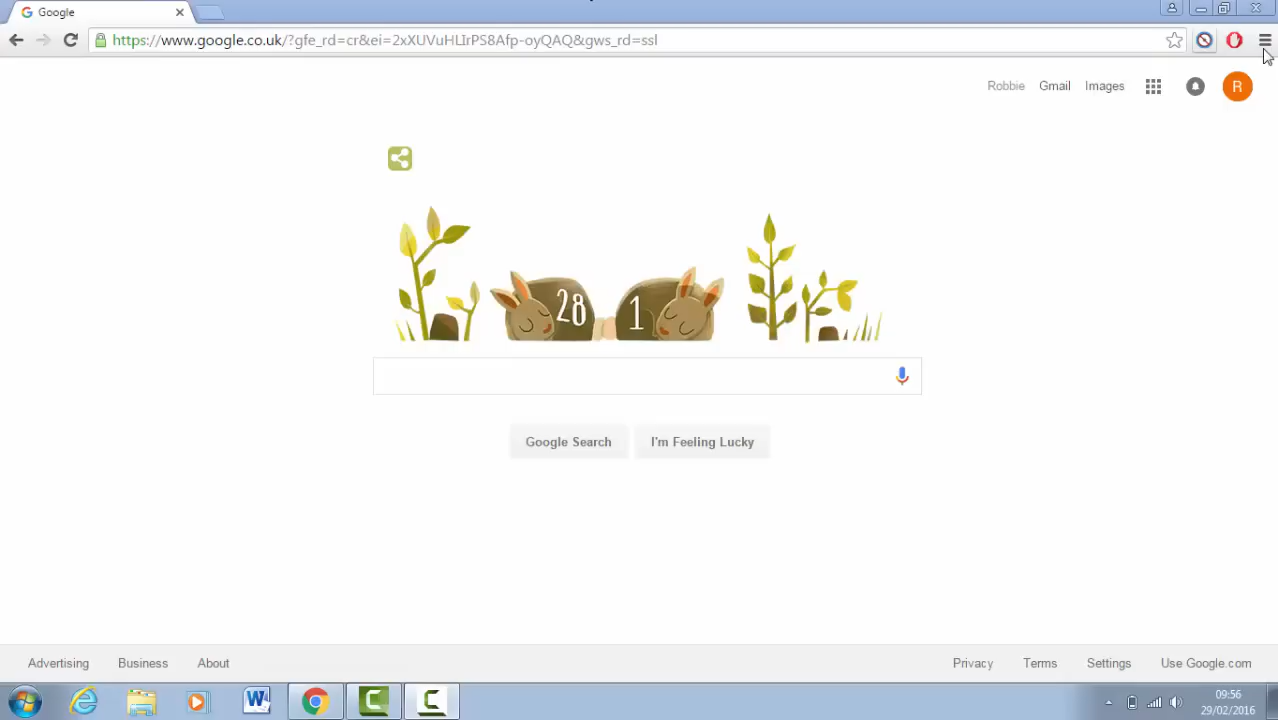 Google
https://www.google.co.uk/?gfe_rd=cr&ei=2xXUVuHLIrPS8Afp-oyQAQ&gws_rd=ssl
Robbie Gmail Images R
28 1
Google Search I'm Feeling Lucky
Advertising Business About Privacy Terms Settings Use Google.com
09:56
29/02/2016